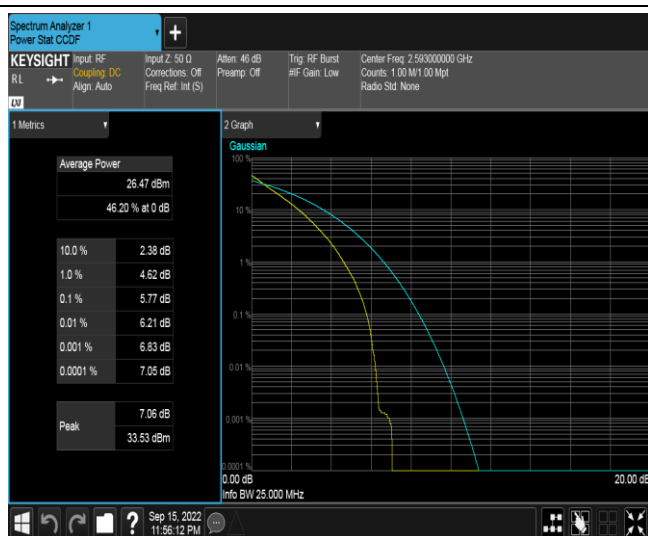 Spectrum Analyzer 1
Power Stat CCDF
KEYSIGHT
RL
LXI
Input: RF
Coupling: DC
Align: Auto
Input Z: 50 Ω
Corrections: Off
Freq Ref: Int (S)
Atten: 46 dB
Preamp: Off
Trig: RF Burst
#IF Gain: Low
Center Freq: 2.593000000 GHz
Counts: 1.00 M/1.00 Mpt
Radio Std: None
1 Metrics
Average Power
26.47 dBm
46.20 % at 0 dB
10.0 % 2.38 dB
1.0 % 4.62 dB
0.1 % 5.77 dB
0.01 % 6.21 dB
0.001 % 6.83 dB
0.0001 % 7.05 dB
Peak
7.06 dB
33.53 dBm
2 Graph
Gaussian
100 %
10 %
1 %
0.1 %
0.01 %
0.001 %
0.0001 %
0.00 dB 20.00 dB
Info BW 25.000 MHz
?
Sep 15, 2022
11:56:12 PM